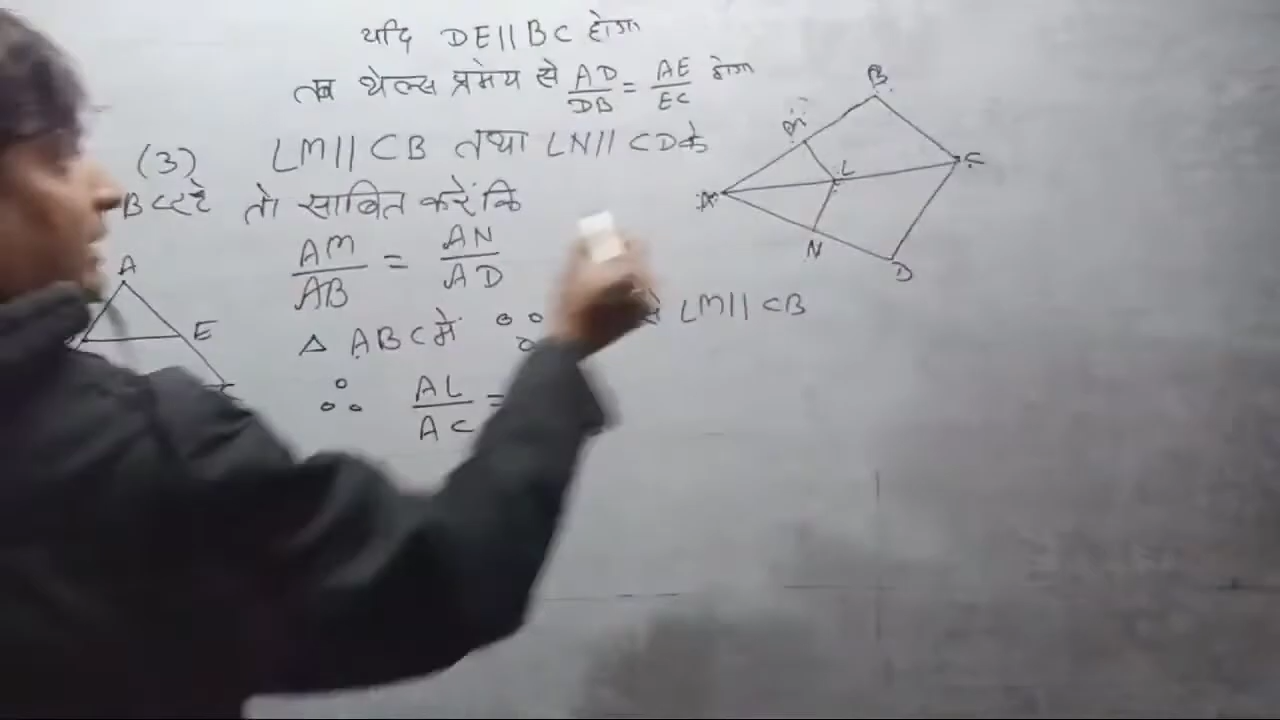 यदि DE||BC होगा
तब थेल्स प्रमेय से AD/DB = AE/EC होगा
(3) LM|| CB तथा LN|| CD के
तो साबित करें कि
AM/AB = AN/AD
△ ABC में ∵ से LM|| CB
∴ AL/AC =
A
E
B
M
L
C
A
N
D